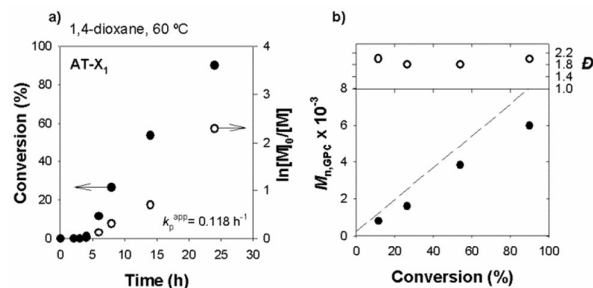 a)
1,4-dioxane, 60 ºC
100
80
60
40
20
0
Conversion (%)
AT-X1
4
3
2
1
0
ln[M]0/[M]
kpapp = 0.118 h-1
0 5 10 15 20 25 30
Time (h)
b)
2.2
1.8
1.4
1.0
Đ
8
6
4
2
0
Mn,GPC x 10-3
0 20 40 60 80 100
Conversion (%)